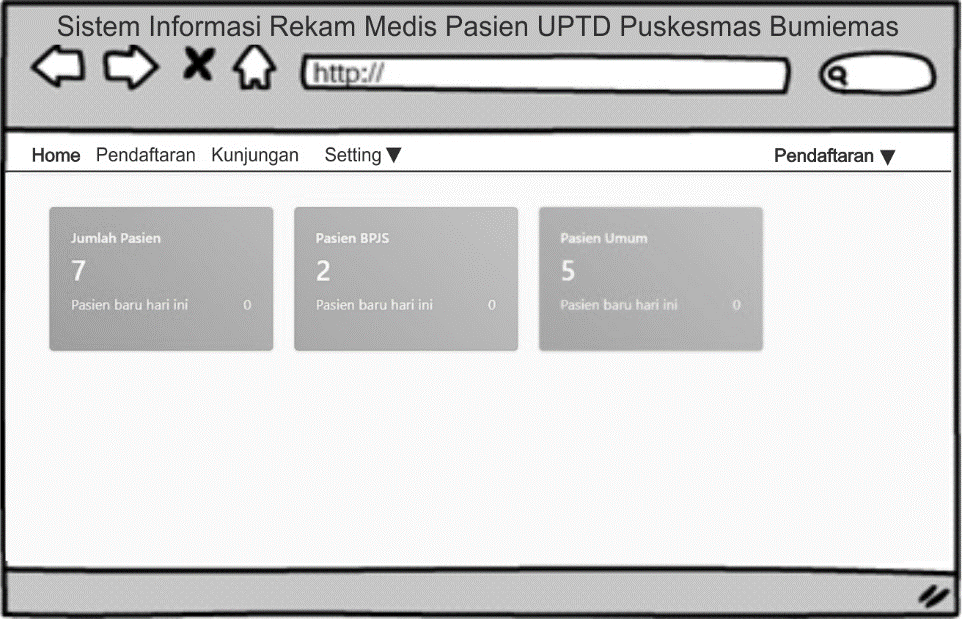 Sistem Informasi Rekam Medis Pasien UPTD Puskesmas Bumiemas
http://
Home Pendaftaran Kunjungan Setting ▼ Pendaftaran ▼
Jumlah Pasien Pasien BPJS Pasien Umum
7 2 5
Pasien baru hari ini 0 Pasien baru hari ini 0 Pasien baru hari ini 0